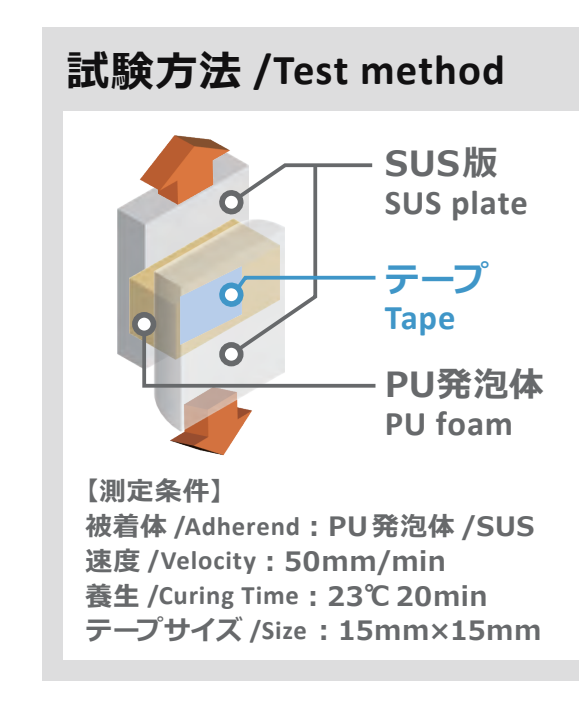 試験方法 /Test method
SUS版
SUS plate
テープ
Tape
PU発泡体
PU foam
【測定条件】
被着体 /Adherend：PU発泡体 /SUS
速度 /Velocity：50mm/min
養生 /Curing Time：23℃ 20min
テープサイズ /Size：15mm×15mm